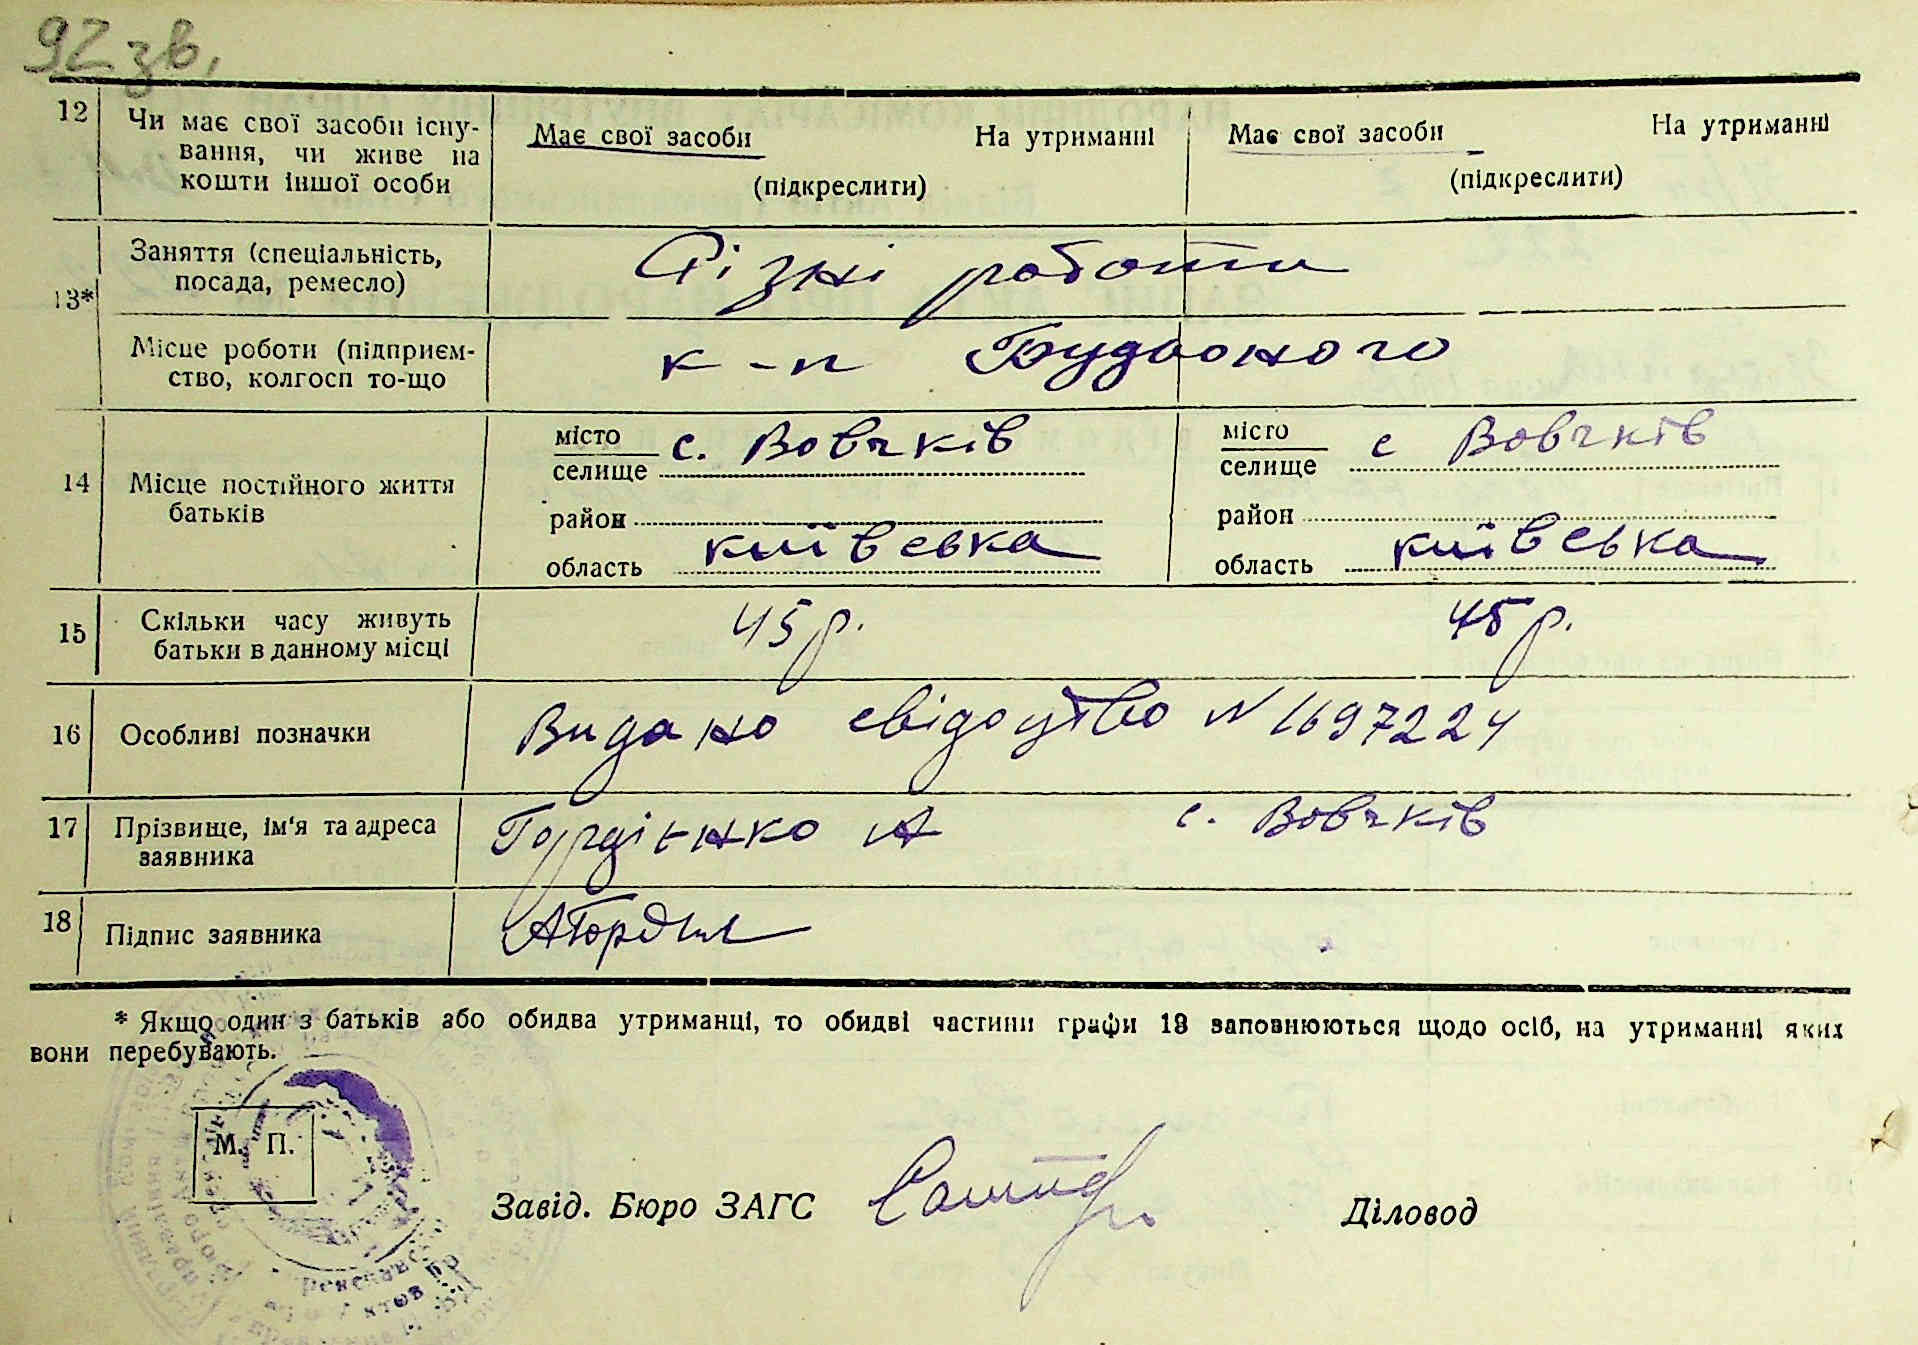 92 зв.
12
Чи має свої засоби існу-
вання, чи живе на
кошти іншої особи
Має свої засоби На утриманні
(підкреслити)
Має свої засоби На утриманні
(підкреслити)
13*
Заняття (спеціальність,
посада, ремесло)
Різні роботи
Місце роботи (підприєм-
ство, колгосп то-що
к-п Будьоного
14
Місце постійного життя
батьків
місто
селище с. Вовчків
район
область київська
місто
селище с Вовчків
район
область київська
15
Скільки часу живуть
батьки в данному місці
45 р.
45 р.
16
Особливі позначки
Видано свідоцтво N 1697224
17
Прізвище, ім'я та адреса
заявника
Гордієнко А с. Вовчків
18
Підпис заявника
* Якщо один з батьків або обидва утриманці, то обидві частини графи 13 заповнюються щодо осіб, на утриманні яких
вони перебувають.
М. П.
Завід. Бюро ЗАГС
Діловод